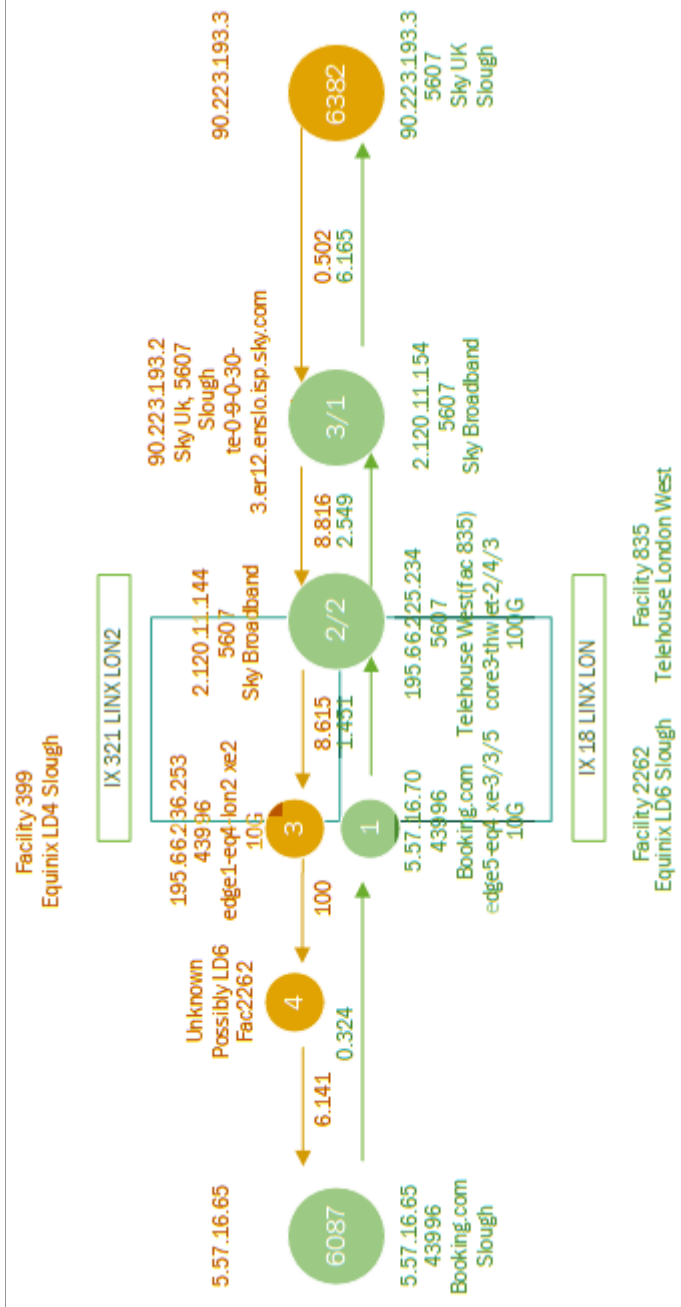 Facility 399
Equinix LD4 Slough
IX 321 LINX LON2
5.57.16.65
Unknown
Possibly LD6
Fac2262
195.66.236.253
43996
edge1-eq4-lon2 xe2
10G
2.120.11.144
5607
Sky Broadband
90.223.193.2
Sky Uk, 5607
Slough
te-0-9-0-30-
3.er12.enslo.isp.sky.com
90.223.193.3
6087
4
3
1
2/2
3/1
6382
6.141
0.324
100
8.615
1.451
8.816
2.549
0.502
6.165
5.57.16.65
43996
Booking.com
Slough
5.57.16.70
43996
Booking.com
edge5-eq4 xe-3/3/5
10G
195.66.225.234
5607
Telehouse West(fac 835)
core3-thw et-2/4/3
100G
2.120.11.154
5607
Sky Broadband
90.223.193.3
5607
Sky UK
Slough
IX 18 LINX LON
Facility 2262
Equinix LD6 Slough
Facility 835
Telehouse London West